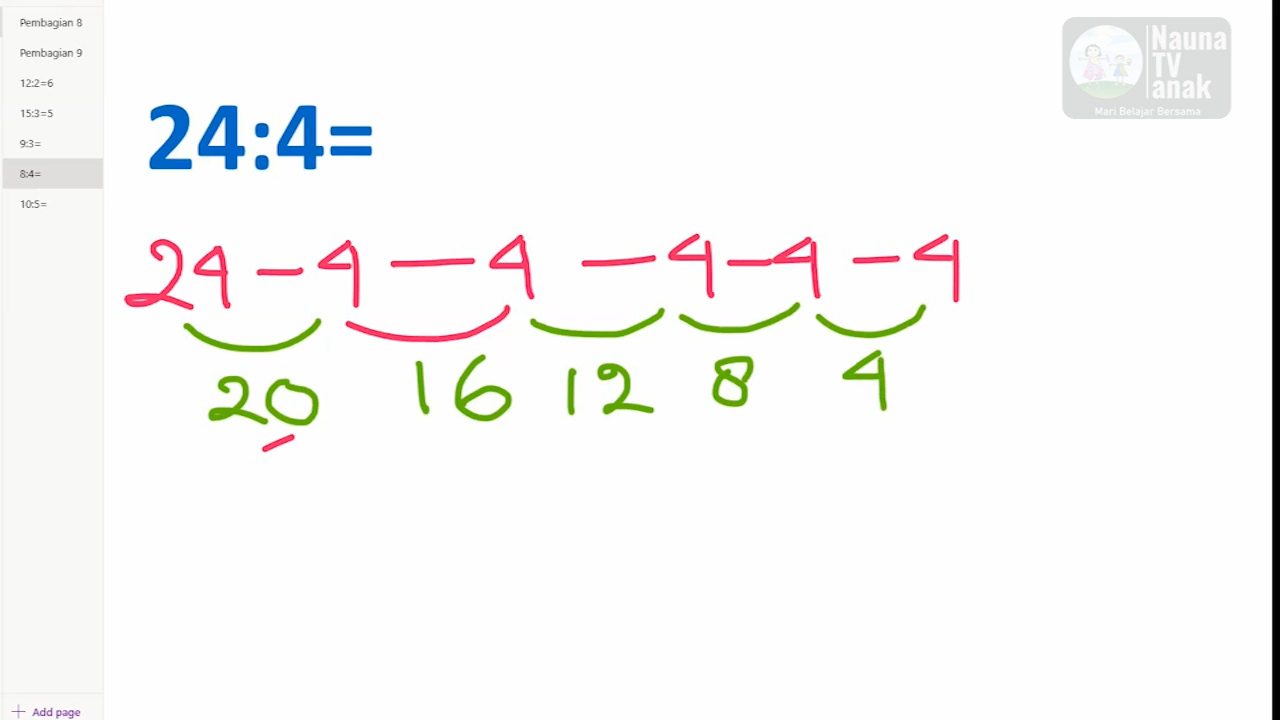 Pembagian 8
Pembagian 9
12:2=6
15:3=5
9:3=
8:4=
10:5=
Add page
Nauna
TV
anak
Mari Belajar Bersama
24:4=
24 - 4 - 4 - 4 - 4 - 4
20 16 12 8 4